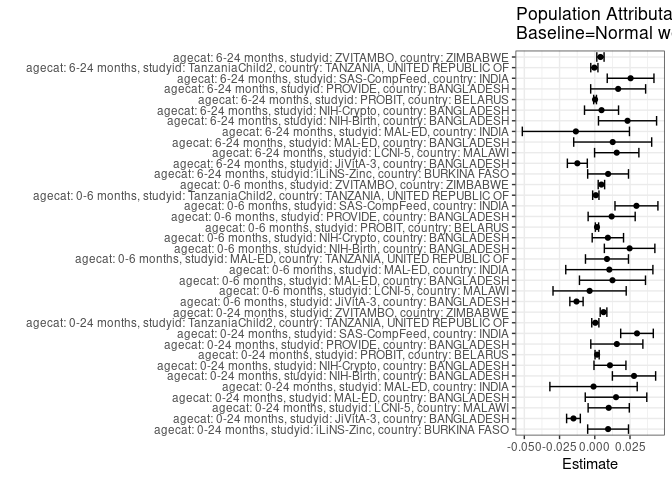 Population Attributa
Baseline=Normal w
agecat: 6-24 months, studyid: ZVITAMBO, country: ZIMBABWE
agecat: 6-24 months, studyid: TanzaniaChild2, country: TANZANIA, UNITED REPUBLIC OF
agecat: 6-24 months, studyid: SAS-CompFeed, country: INDIA
agecat: 6-24 months, studyid: PROVIDE, country: BANGLADESH
agecat: 6-24 months, studyid: PROBIT, country: BELARUS
agecat: 6-24 months, studyid: NIH-Crypto, country: BANGLADESH
agecat: 6-24 months, studyid: NIH-Birth, country: BANGLADESH
agecat: 6-24 months, studyid: MAL-ED, country: INDIA
agecat: 6-24 months, studyid: MAL-ED, country: BANGLADESH
agecat: 6-24 months, studyid: LCNI-5, country: MALAWI
agecat: 6-24 months, studyid: JiVitA-3, country: BANGLADESH
agecat: 6-24 months, studyid: iLiNS-Zinc, country: BURKINA FASO
agecat: 0-6 months, studyid: ZVITAMBO, country: ZIMBABWE
agecat: 0-6 months, studyid: TanzaniaChild2, country: TANZANIA, UNITED REPUBLIC OF
agecat: 0-6 months, studyid: SAS-CompFeed, country: INDIA
agecat: 0-6 months, studyid: PROVIDE, country: BANGLADESH
agecat: 0-6 months, studyid: PROBIT, country: BELARUS
agecat: 0-6 months, studyid: NIH-Crypto, country: BANGLADESH
agecat: 0-6 months, studyid: NIH-Birth, country: BANGLADESH
agecat: 0-6 months, studyid: MAL-ED, country: TANZANIA, UNITED REPUBLIC OF
agecat: 0-6 months, studyid: MAL-ED, country: INDIA
agecat: 0-6 months, studyid: MAL-ED, country: BANGLADESH
agecat: 0-6 months, studyid: LCNI-5, country: MALAWI
agecat: 0-6 months, studyid: JiVitA-3, country: BANGLADESH
agecat: 0-24 months, studyid: ZVITAMBO, country: ZIMBABWE
agecat: 0-24 months, studyid: TanzaniaChild2, country: TANZANIA, UNITED REPUBLIC OF
agecat: 0-24 months, studyid: SAS-CompFeed, country: INDIA
agecat: 0-24 months, studyid: PROVIDE, country: BANGLADESH
agecat: 0-24 months, studyid: PROBIT, country: BELARUS
agecat: 0-24 months, studyid: NIH-Crypto, country: BANGLADESH
agecat: 0-24 months, studyid: NIH-Birth, country: BANGLADESH
agecat: 0-24 months, studyid: MAL-ED, country: INDIA
agecat: 0-24 months, studyid: MAL-ED, country: BANGLADESH
agecat: 0-24 months, studyid: LCNI-5, country: MALAWI
agecat: 0-24 months, studyid: JiVitA-3, country: BANGLADESH
agecat: 0-24 months, studyid: iLiNS-Zinc, country: BURKINA FASO
-0.050 -0.025 0.000 0.025
Estimate